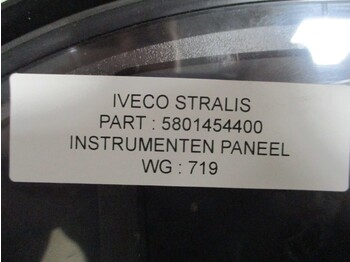 IVECO STRALIS
PART : 5801454400
INSTRUMENTEN PANEEL
WG : 719